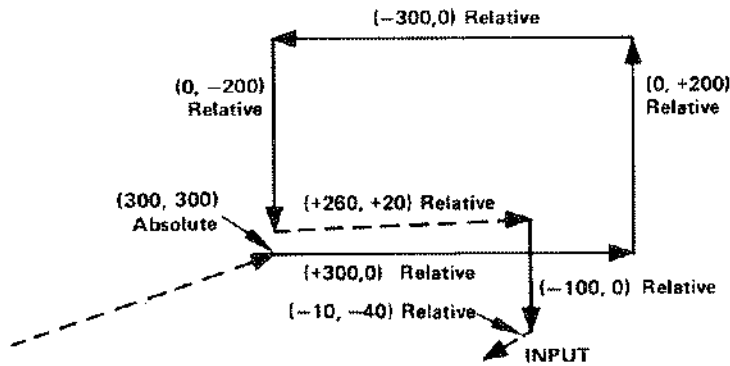 (−300,0) Relative
(0, −200)
Relative
(0, +200)
Relative
(300, 300)
Absolute
(+260, +20) Relative
(+300,0) Relative
(−100, 0) Relative
(−10, −40) Relative
INPUT